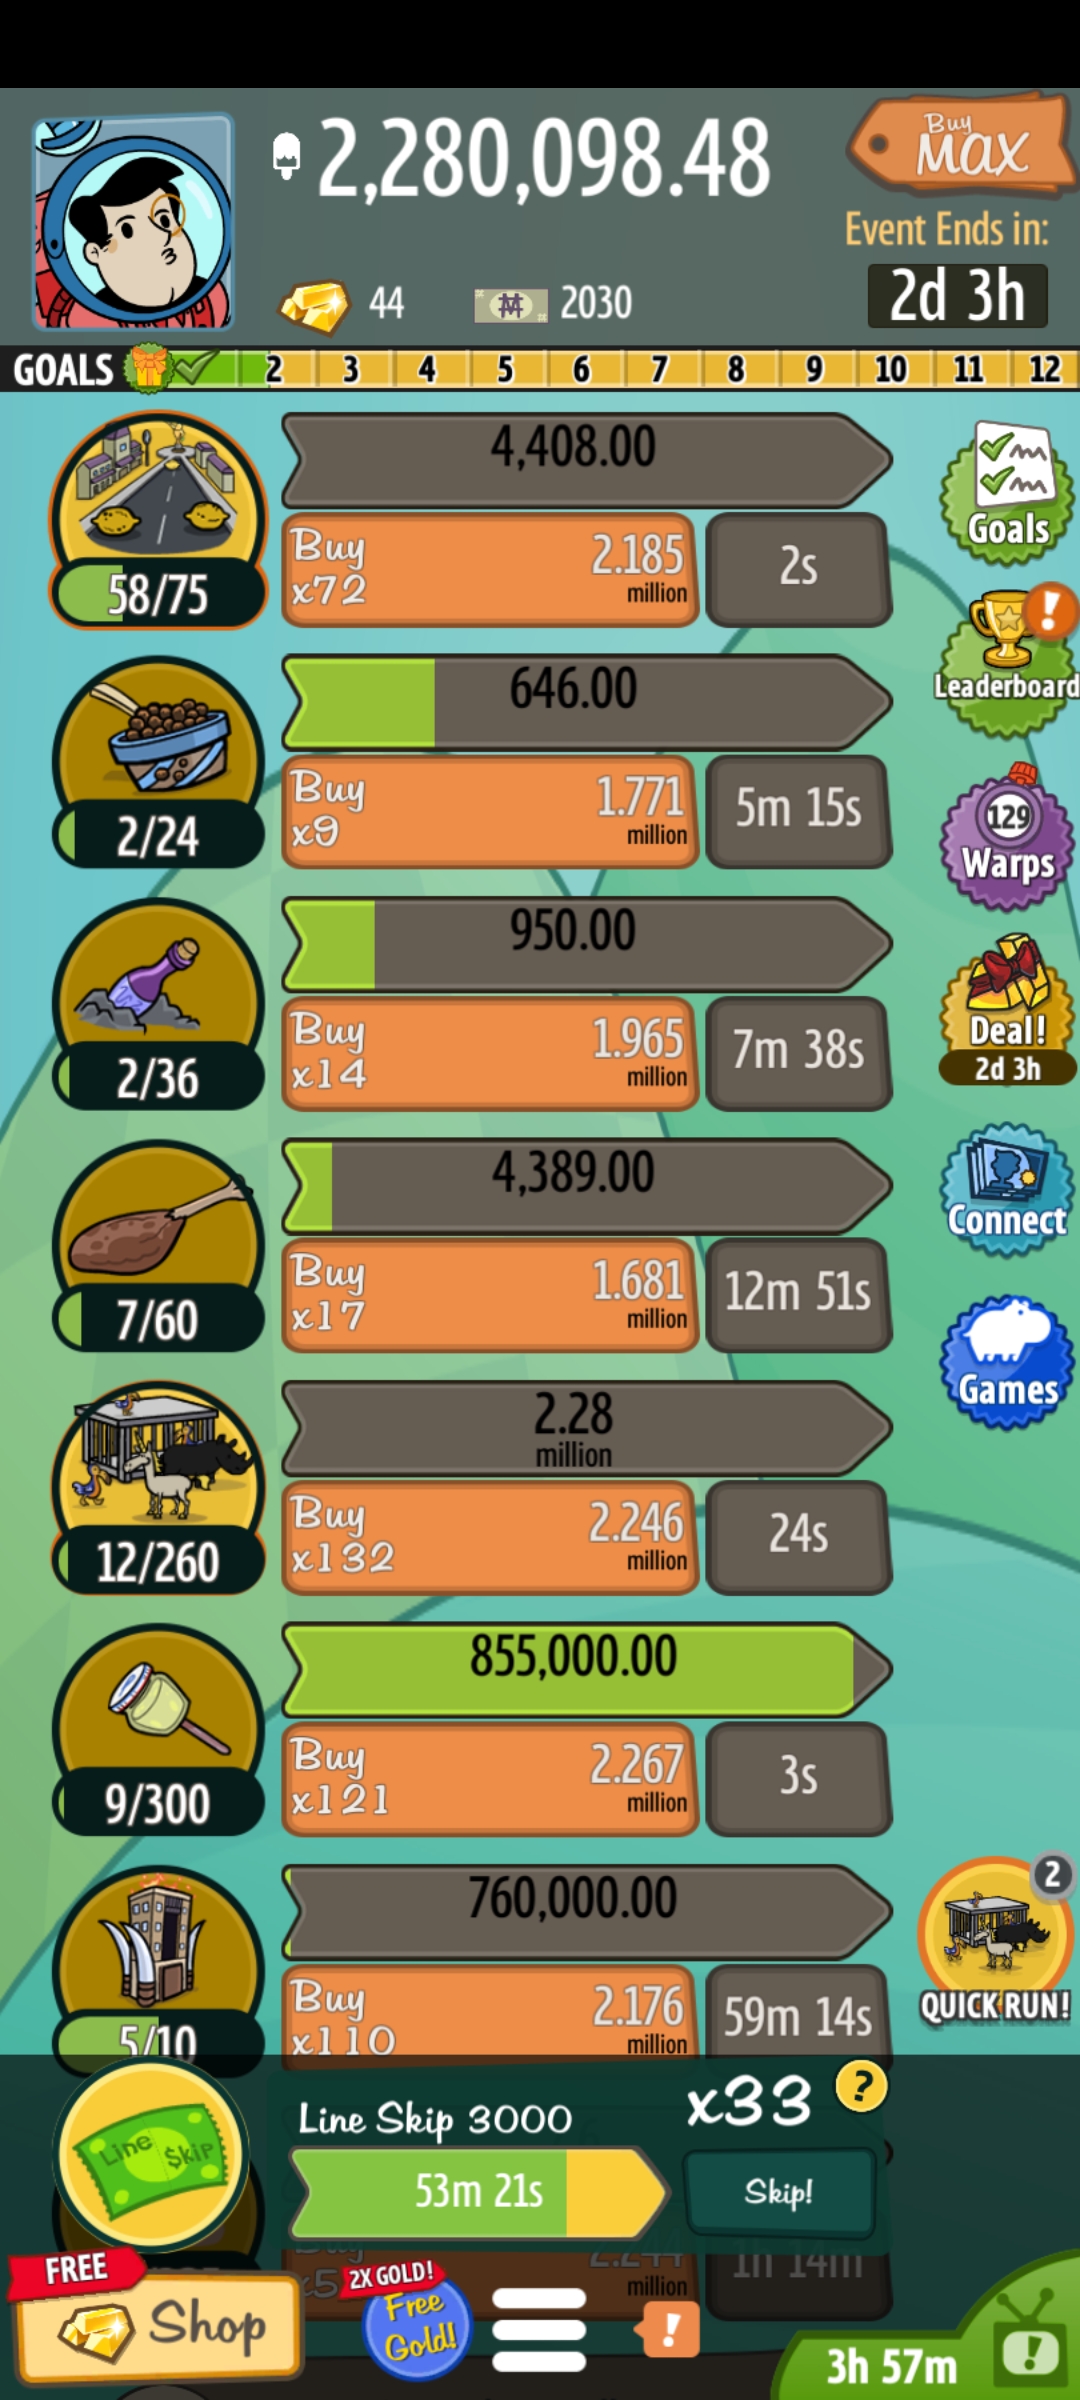 2,280,098.48
Buy
MAX
Event Ends in:
2d 3h
44
2030
GOALS 2 3 4 5 6 7 8 9 10 11 12
4,408.00
Buy
x72
2.185
million
2s
58/75
Goals
646.00
Buy
x9
1.771
million
5m 15s
2/24
!
Leaderboard
950.00
Buy
x14
1.965
million
7m 38s
2/36
129
Warps
Deal!
2d 3h
4,389.00
Buy
x17
1.681
million
12m 51s
7/60
Connect
Games
2.28
million
Buy
x132
2.246
million
24s
12/260
855,000.00
Buy
x121
2.267
million
3s
9/300
760,000.00
Buy
x110
2.176
million
59m 14s
5/10
2
QUICK RUN!
Line Skip
Line Skip 3000
x33
?
53m 21s
Skip!
Buy
2.244
million
1h 14m
FREE
Shop
2X GOLD!
Free
Gold!
!
3h 57m
!